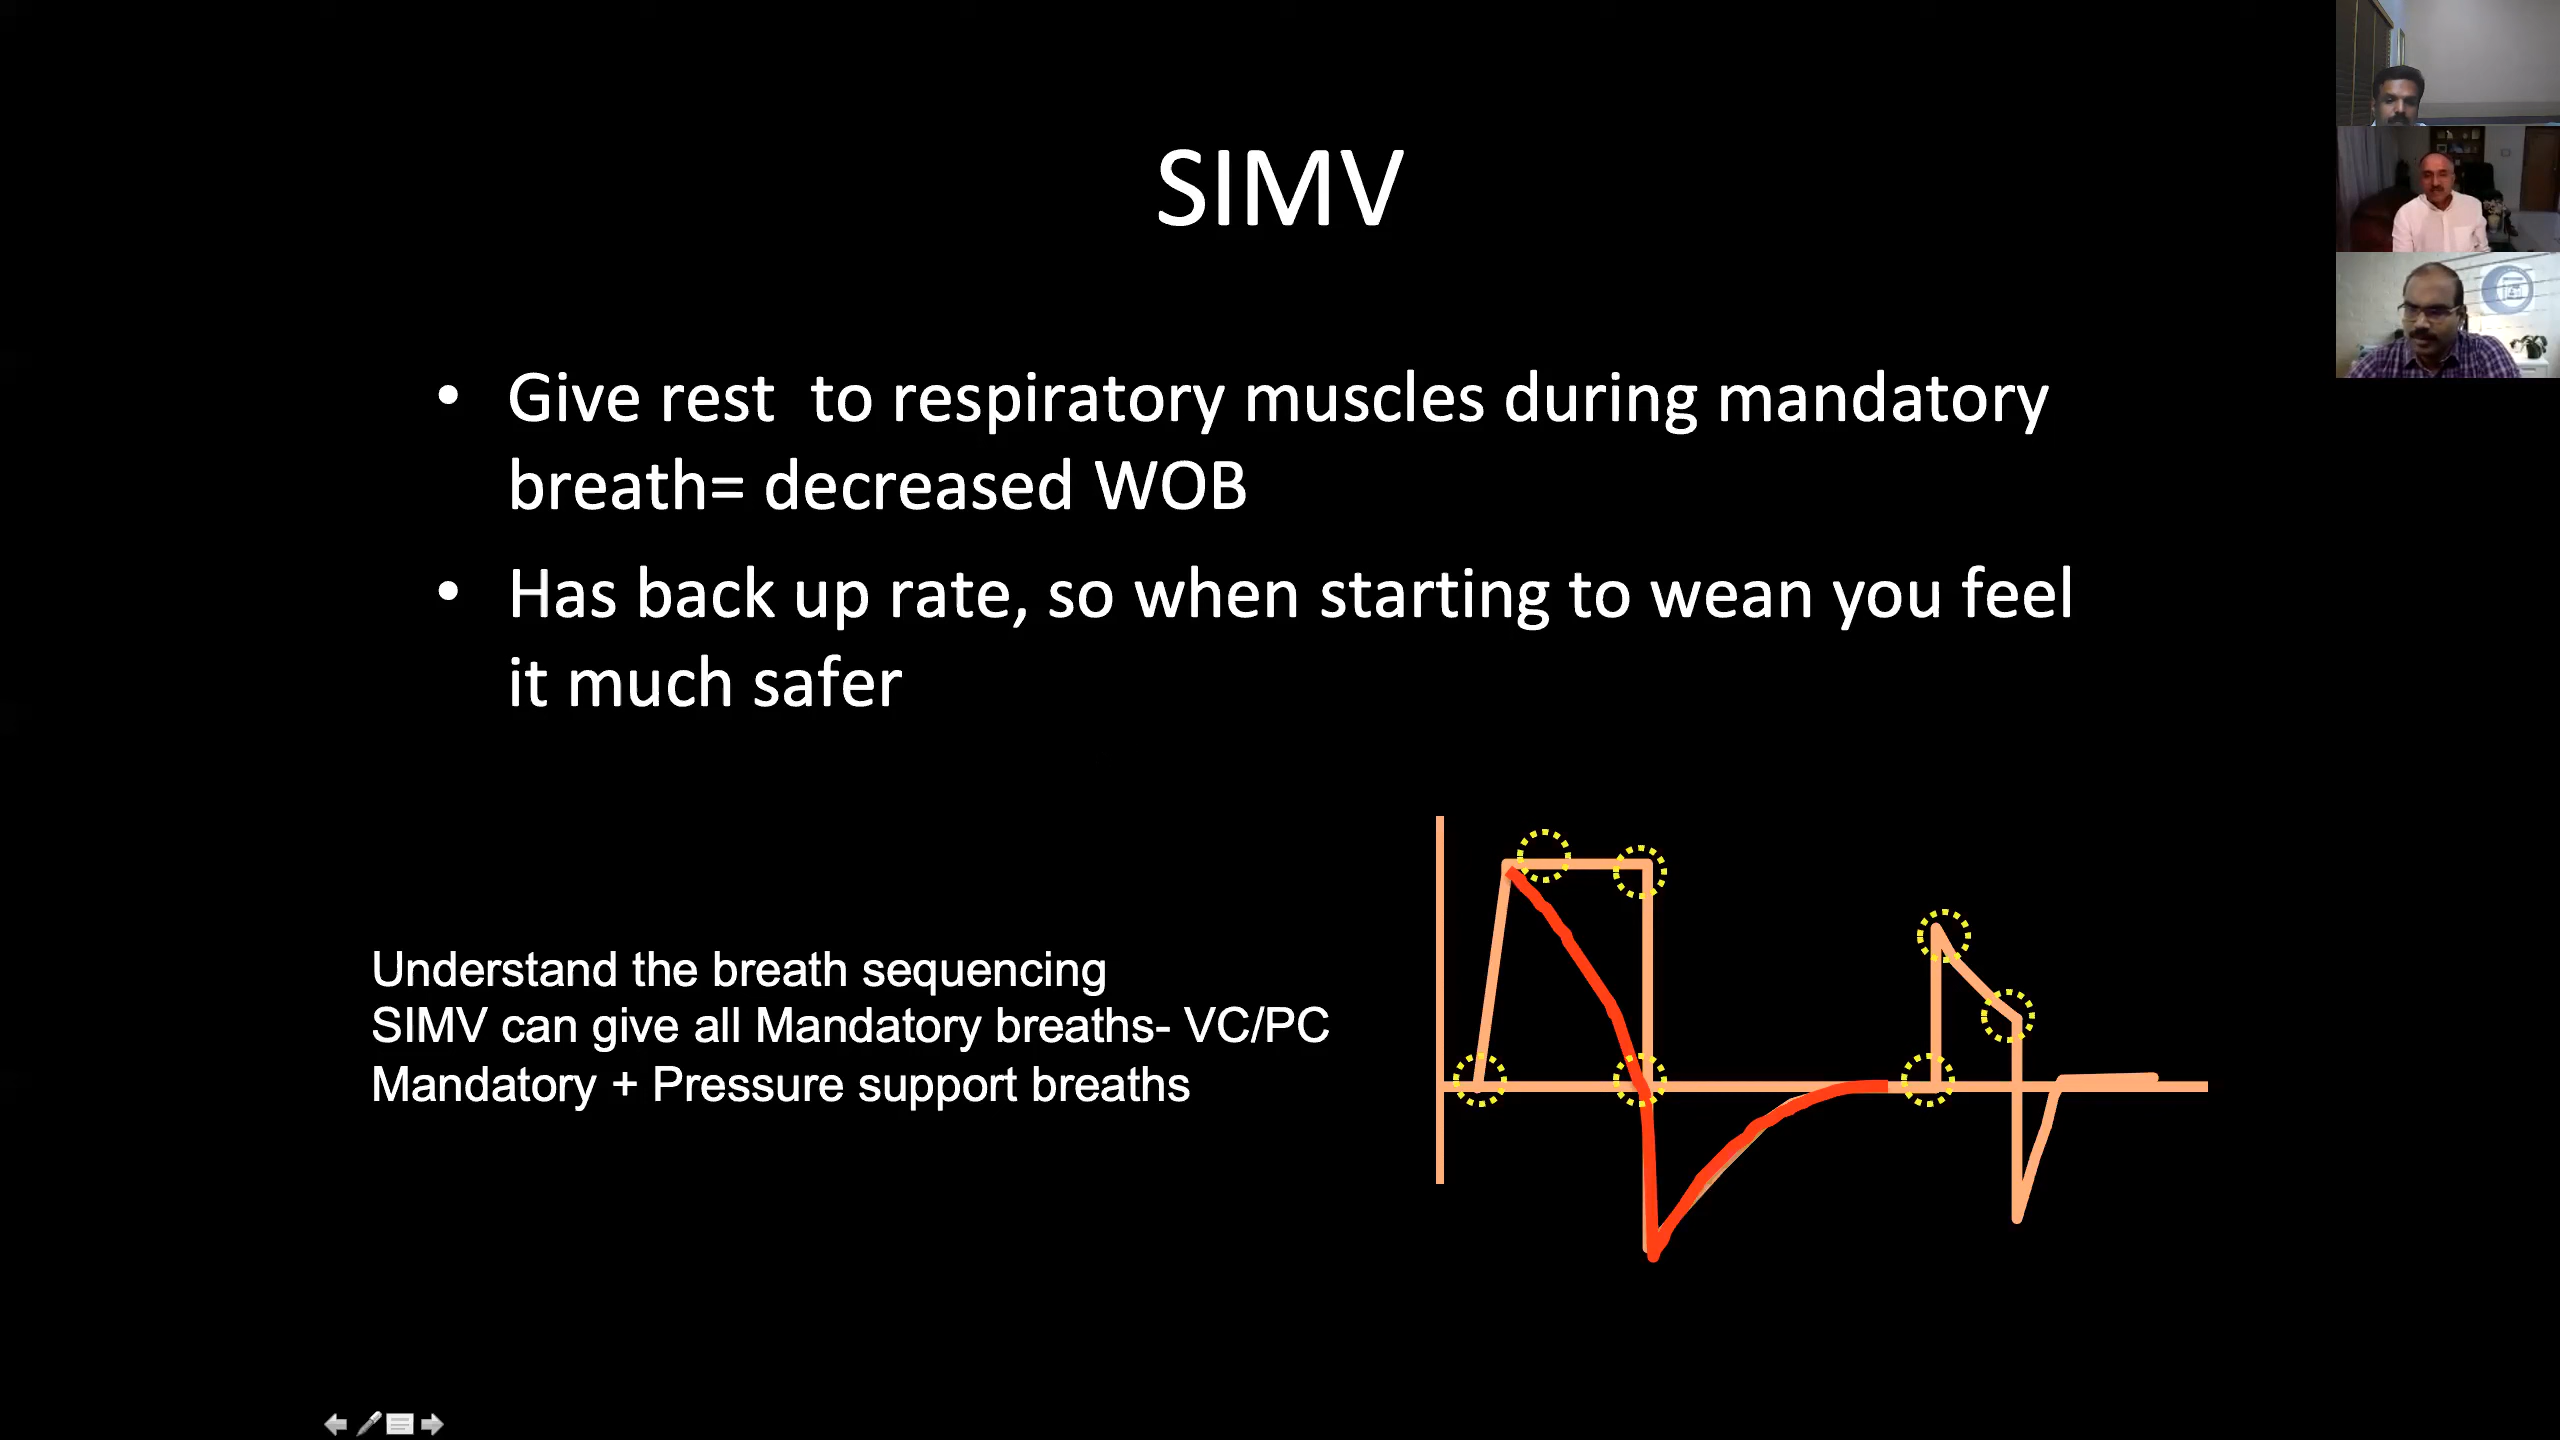 SIMV
• Give rest  to respiratory muscles during mandatory
breath= decreased WOB
• Has back up rate, so when starting to wean you feel
it much safer
Understand the breath sequencing
SIMV can give all Mandatory breaths- VC/PC
Mandatory + Pressure support breaths